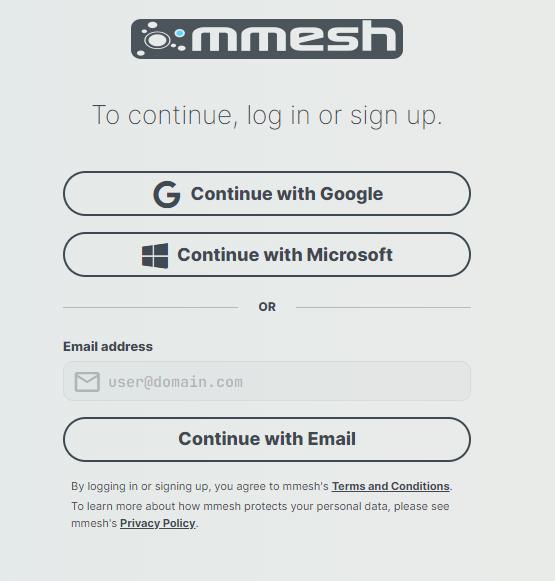 mmesh
To continue, log in or sign up.
Continue with Google
Continue with Microsoft
OR
Email address
user@domain.com
Continue with Email
By logging in or signing up, you agree to mmesh's Terms and Conditions.
To learn more about how mmesh protects your personal data, please see
mmesh's Privacy Policy.